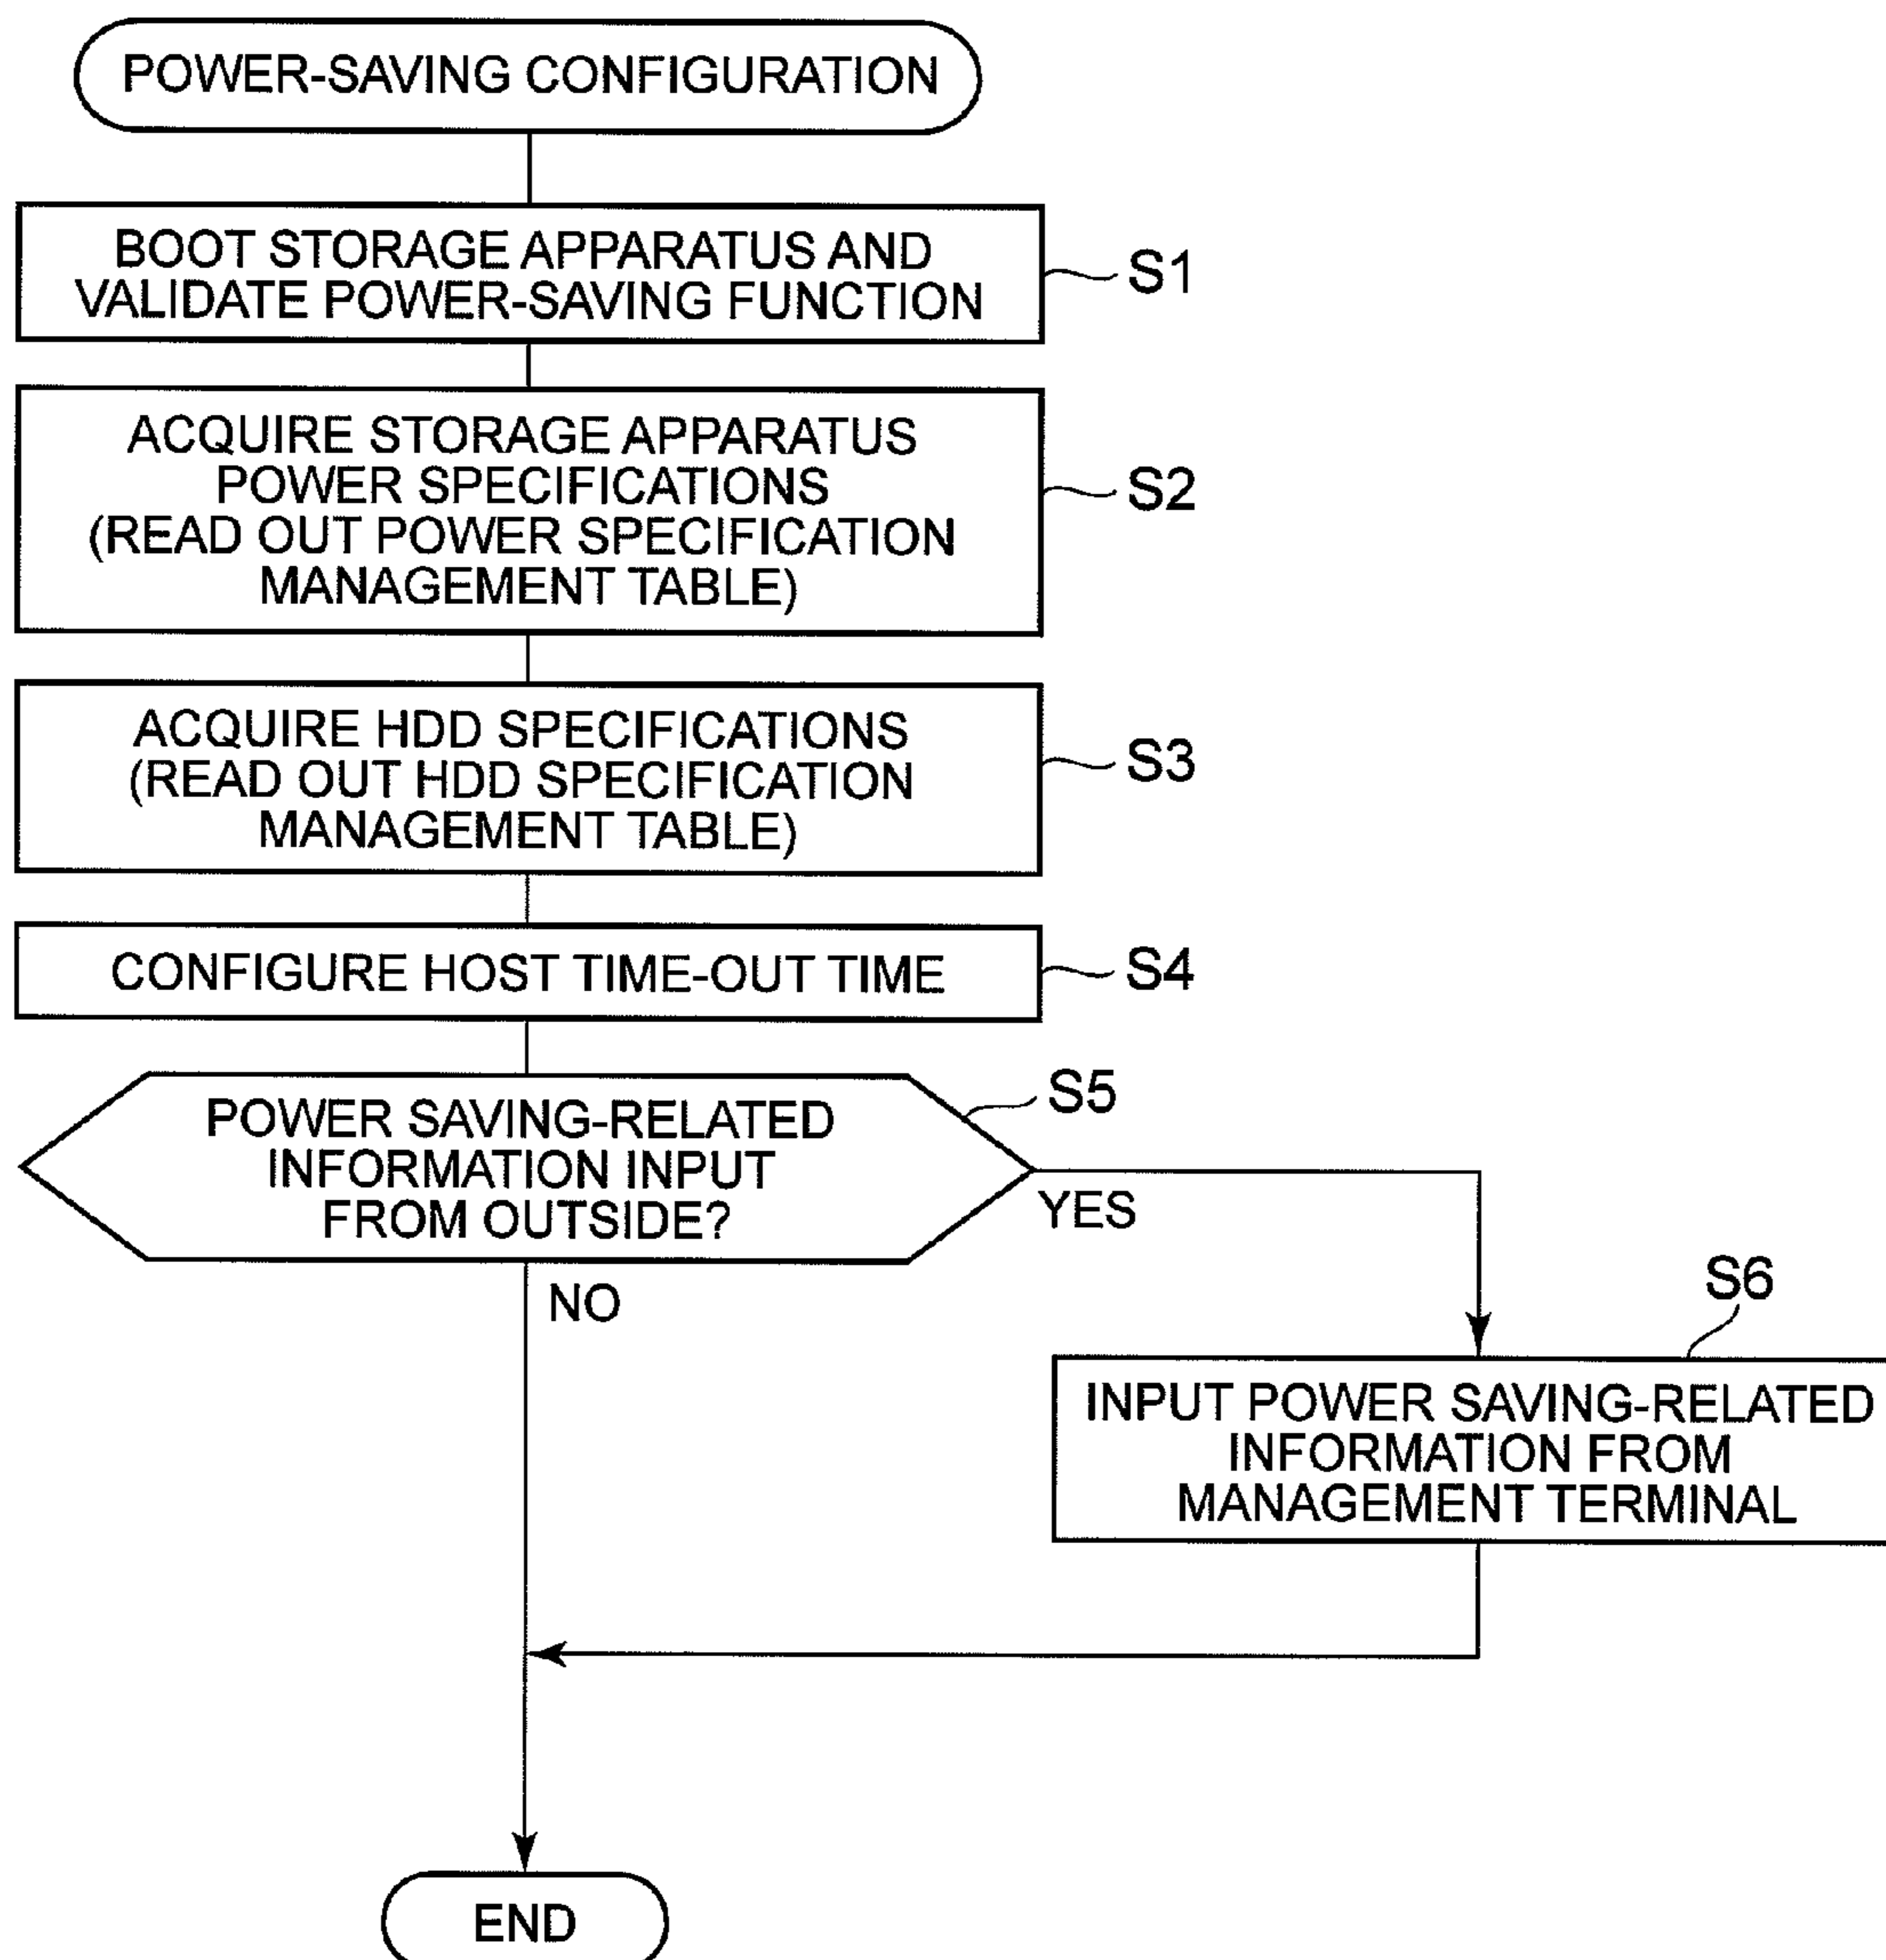 POWER-SAVING CONFIGURATION
BOOT STORAGE APPARATUS AND
VALIDATE POWER-SAVING FUNCTION
S1
ACQUIRE STORAGE APPARATUS
POWER SPECIFICATIONS
(READ OUT POWER SPECIFICATION
MANAGEMENT TABLE)
S2
ACQUIRE HDD SPECIFICATIONS
(READ OUT HDD SPECIFICATION
MANAGEMENT TABLE)
S3
CONFIGURE HOST TIME-OUT TIME
S4
POWER SAVING-RELATED
INFORMATION INPUT
FROM OUTSIDE?
S5
YES
NO
S6
INPUT POWER SAVING-RELATED
INFORMATION FROM
MANAGEMENT TERMINAL
END